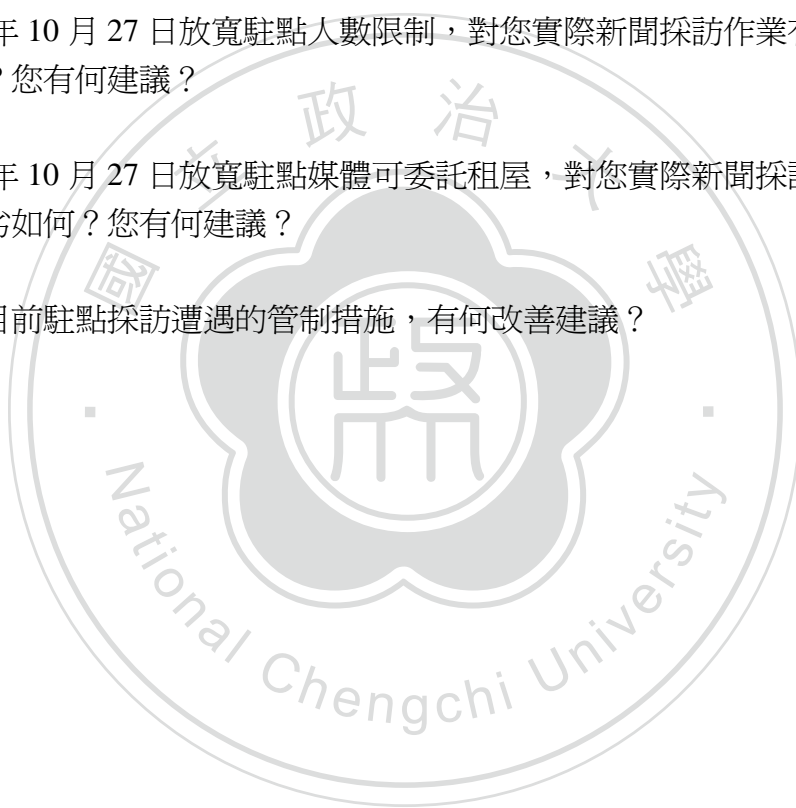 年 10 月 27 日放寬駐點人數限制，對您實際新聞採訪作業
？您有何建議？
年 10 月 27 日放寬駐點媒體可委託租屋，對您實際新聞採
如何？您有何建議？
目前駐點採訪遭遇的管制措施，有何改善建議？
國立政治大學
政
National Chengchi University